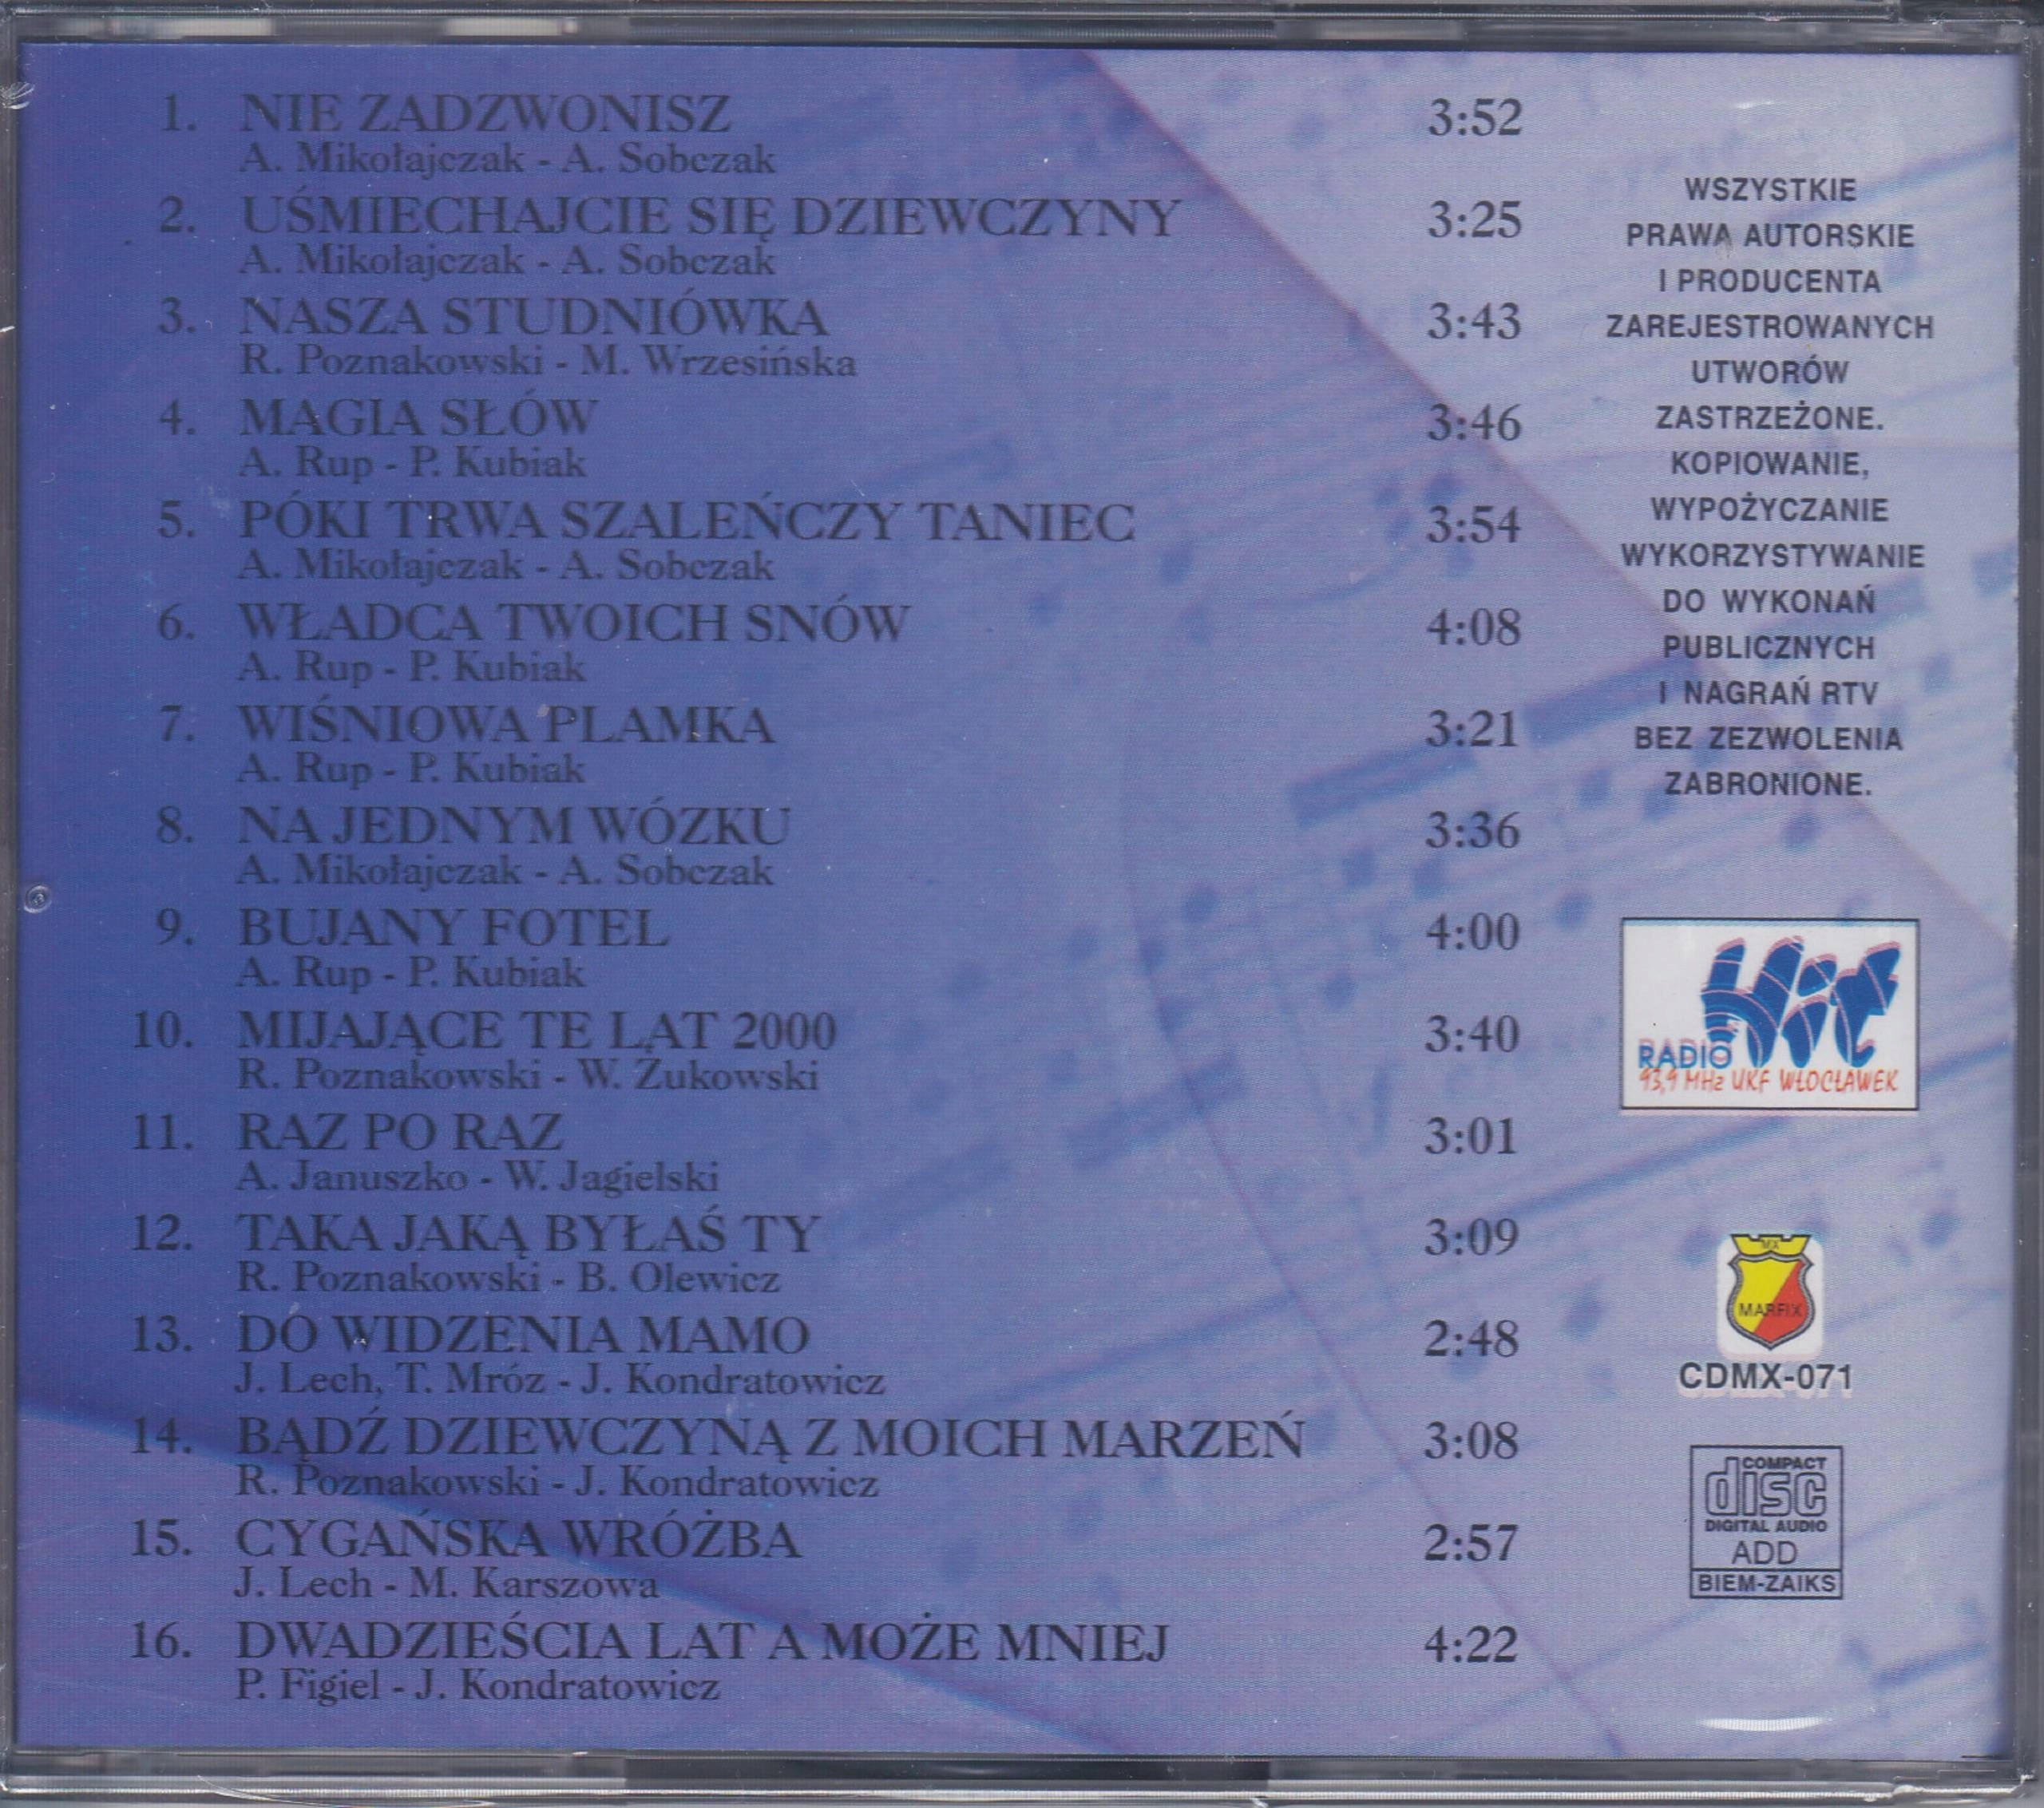 1. NIE ZADZWONISZ 3:52
A. Mikołajczak - A. Sobczak
2. UŚMIECHAJCIE SIĘ DZIEWCZYNY 3:25
A. Mikołajczak - A. Sobczak
3. NASZA STUDNIÓWKA 3:43
R. Poznakowski - M. Wrzesińska
4. MAGIA SŁÓW 3:46
A. Rup - P. Kubiak
5. PÓKI TRWA SZALEŃCZY TANIEC 3:54
A. Mikołajczak - A. Sobczak
6. WŁADCA TWOICH SNÓW 4:08
A. Rup - P. Kubiak
7. WIŚNIOWA PLAMKA 3:21
A. Rup - P. Kubiak
8. NA JEDNYM WÓZKU 3:36
A. Mikołajczak - A. Sobczak
9. BUJANY FOTEL 4:00
A. Rup - P. Kubiak
10. MIJAJĄCE TE LAT 2000 3:40
R. Poznakowski - W. Żukowski
11. RAZ PO RAZ 3:01
A. Januszko - W. Jagielski
12. TAKA JAKĄ BYŁAŚ TY 3:09
R. Poznakowski - B. Olewicz
13. DO WIDZENIA MAMO 2:48
J. Lech, T. Mróz - J. Kondratowicz
14. BĄDŹ DZIEWCZYNĄ Z MOICH MARZEŃ 3:08
R. Poznakowski - J. Kondratowicz
15. CYGAŃSKA WRÓŻBA 2:57
J. Lech - M. Karszowa
16. DWADZIEŚCIA LAT A MOŻE MNIEJ 4:22
P. Figiel - J. Kondratowicz
WSZYSTKIE
PRAWA AUTORSKIE
I PRODUCENTA
ZAREJESTROWANYCH
UTWORÓW
ZASTRZEŻONE.
KOPIOWANIE,
WYPOŻYCZANIE
WYKORZYSTYWANIE
DO WYKONAŃ
PUBLICZNYCH
I NAGRAŃ RTV
BEZ ZEZWOLENIA
ZABRONIONE.
Hit
RADIO
93,9 MHz UKF WŁOCŁAWEK
MX
MARFIX
CDMX-071
COMPACT
disc
DIGITAL AUDIO
ADD
BIEM-ZAIKS